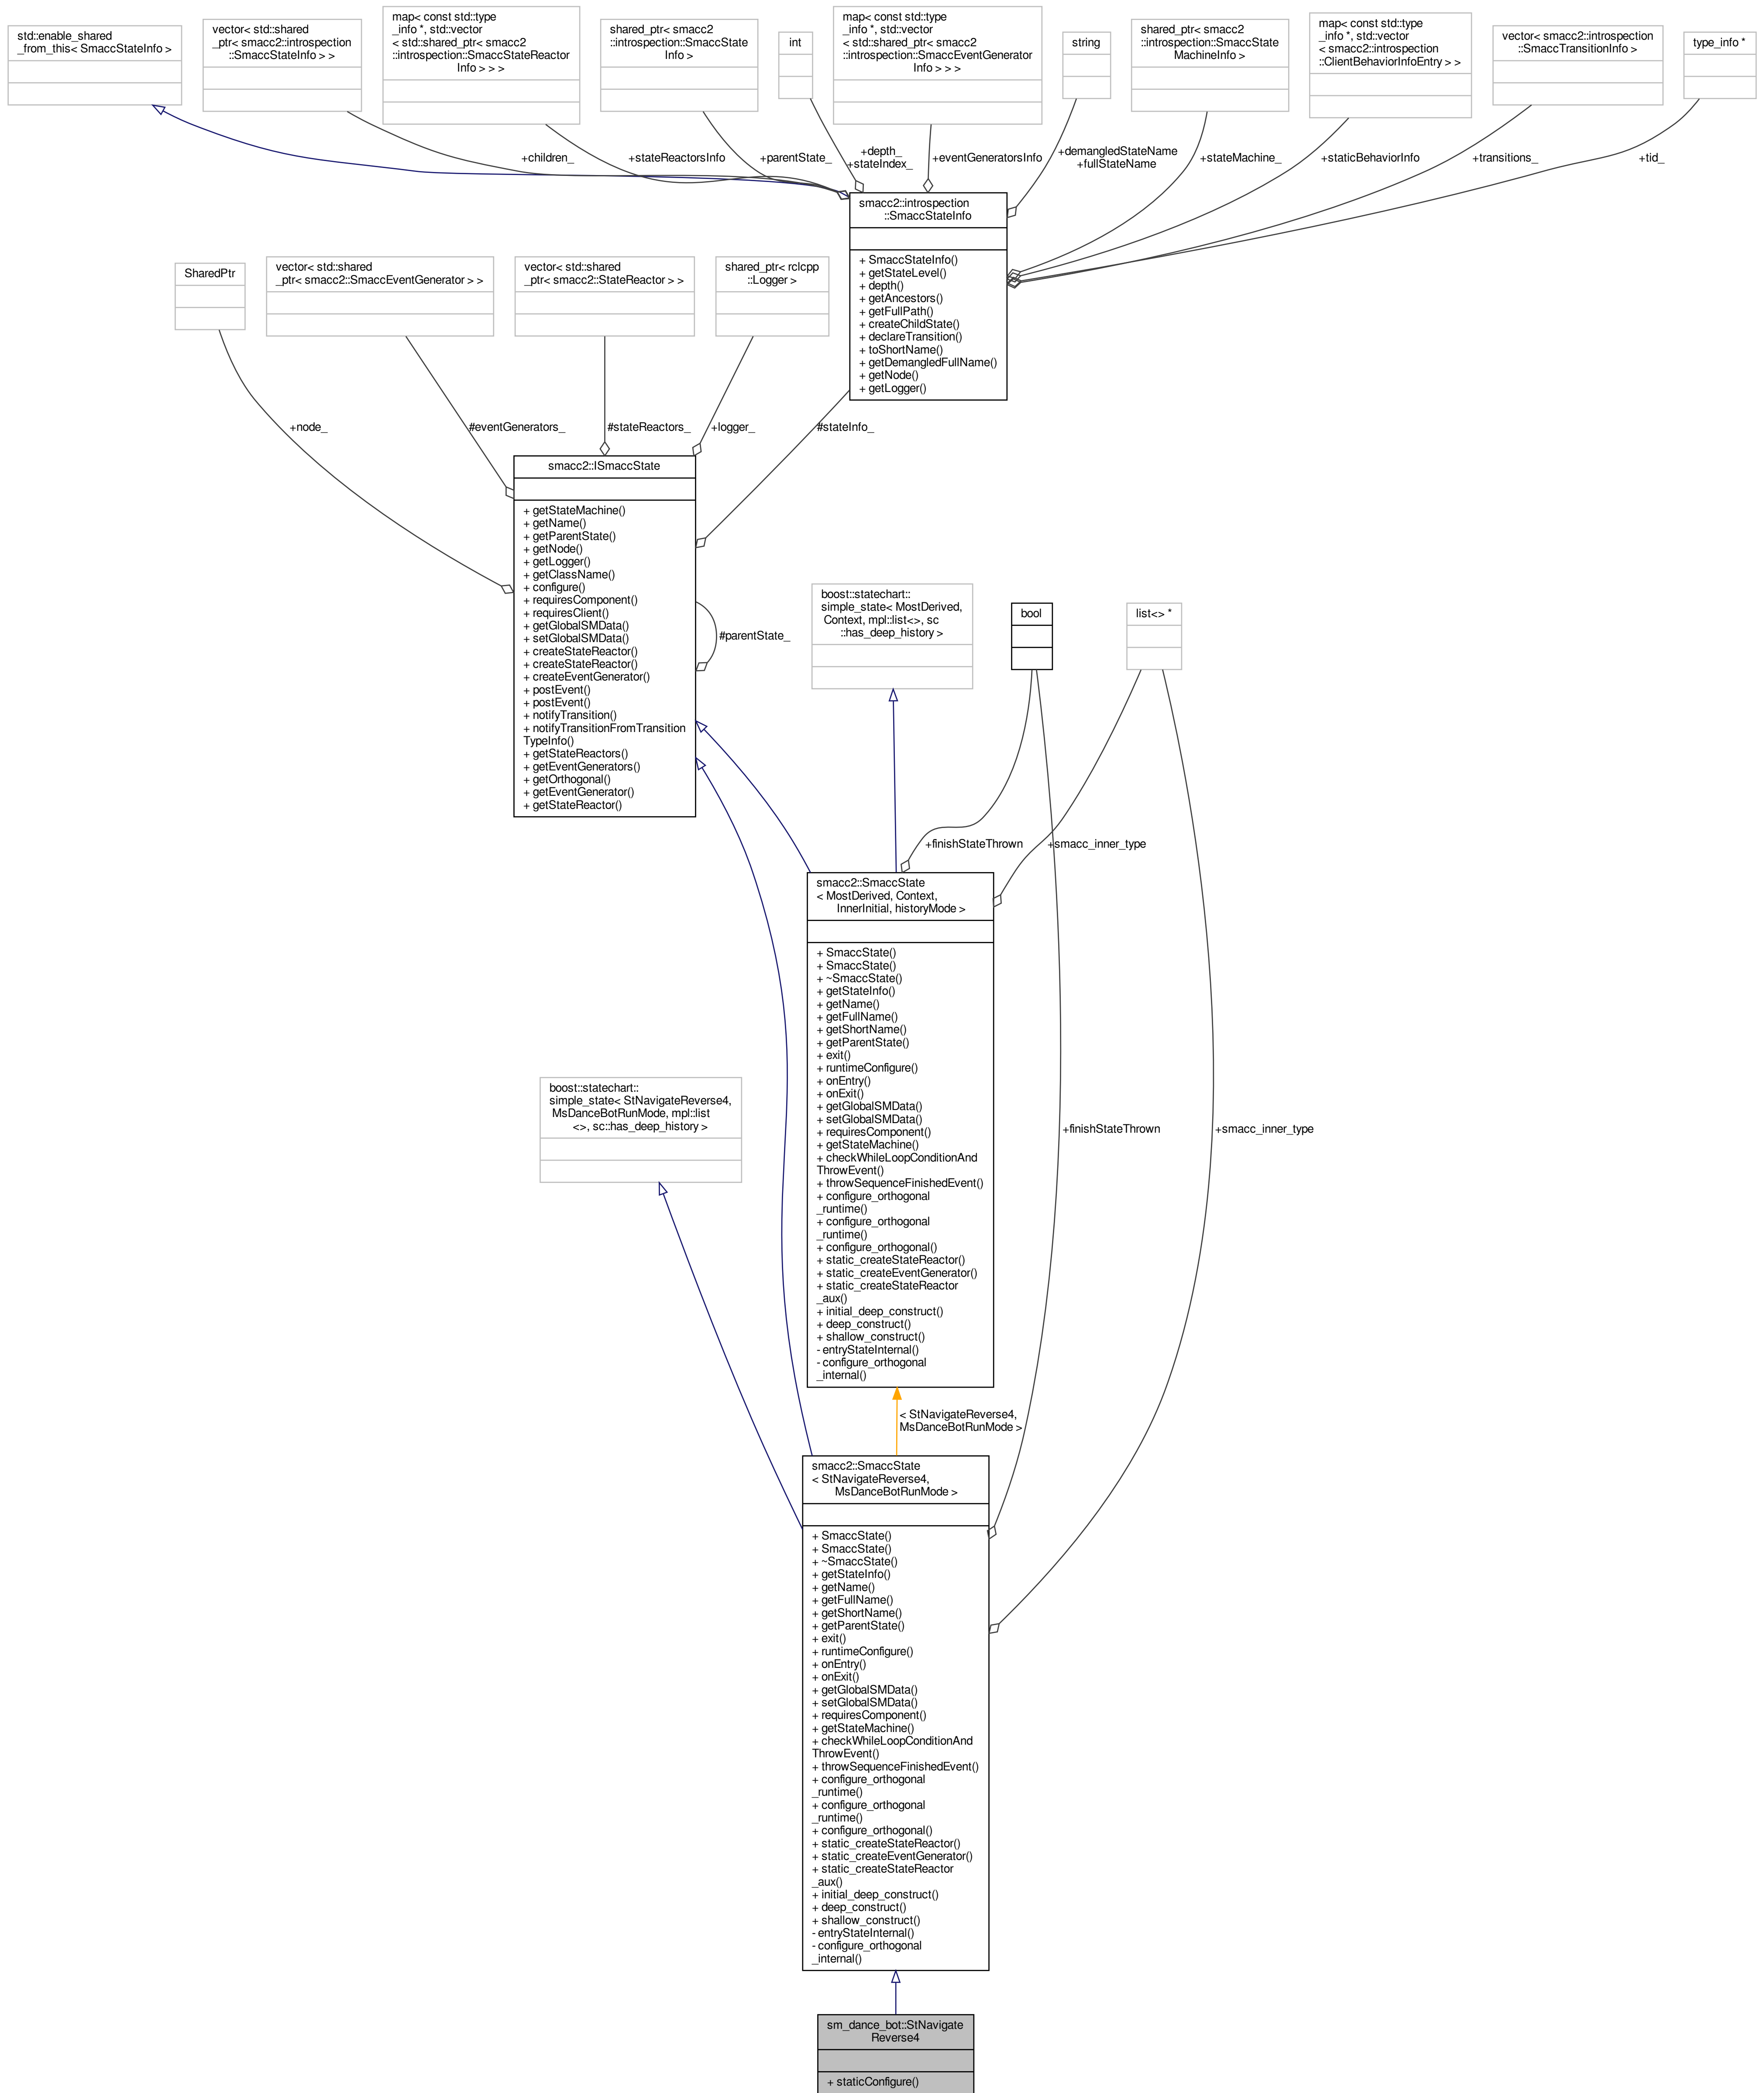 std::enable_shared
_from_this< SmaccStateInfo >
vector< std::shared
_ptr< smacc2::introspection
::SmaccStateInfo > >
map< const std::type
_info *, std::vector
< std::shared_ptr< smacc2
::introspection::SmaccStateReactor
Info > > >
shared_ptr< smacc2
::introspection::SmaccState
Info >
int
map< const std::type
_info *, std::vector
< std::shared_ptr< smacc2
::introspection::SmaccEventGenerator
Info > > >
string
shared_ptr< smacc2
::introspection::SmaccState
MachineInfo >
map< const std::type
_info *, std::vector
< smacc2::introspection
::ClientBehaviorInfoEntry > >
vector< smacc2::introspection
::SmaccTransitionInfo >
type_info *
+children_
+stateReactorsInfo
+parentState_
+depth_
+stateIndex_
+eventGeneratorsInfo
+demangledStateName
+fullStateName
+stateMachine_
+staticBehaviorInfo
+transitions_
+tid_
smacc2::introspection
::SmaccStateInfo
+ SmaccStateInfo()
+ getStateLevel()
+ depth()
+ getAncestors()
+ getFullPath()
+ createChildState()
+ declareTransition()
+ toShortName()
+ getDemangledFullName()
+ getNode()
+ getLogger()
SharedPtr
vector< std::shared
_ptr< smacc2::SmaccEventGenerator > >
vector< std::shared
_ptr< smacc2::StateReactor > >
shared_ptr< rclcpp
::Logger >
+node_
#eventGenerators_
#stateReactors_
+logger_
#stateInfo_
smacc2::ISmaccState
+ getStateMachine()
+ getName()
+ getParentState()
+ getNode()
+ getLogger()
+ getClassName()
+ configure()
+ requiresComponent()
+ requiresClient()
+ getGlobalSMData()
+ setGlobalSMData()
+ createStateReactor()
+ createStateReactor()
+ createEventGenerator()
+ postEvent()
+ postEvent()
+ notifyTransition()
+ notifyTransitionFromTransition
TypeInfo()
+ getStateReactors()
+ getEventGenerators()
+ getOrthogonal()
+ getEventGenerator()
+ getStateReactor()
#parentState_
boost::statechart::
simple_state< MostDerived,
Context, mpl::list<>, sc
::has_deep_history >
bool
list<> *
+finishStateThrown
+smacc_inner_type
smacc2::SmaccState
< MostDerived, Context,
InnerInitial, historyMode >
+ SmaccState()
+ SmaccState()
+ ~SmaccState()
+ getStateInfo()
+ getName()
+ getFullName()
+ getShortName()
+ getParentState()
+ exit()
+ runtimeConfigure()
+ onEntry()
+ onExit()
+ getGlobalSMData()
+ setGlobalSMData()
+ requiresComponent()
+ getStateMachine()
+ checkWhileLoopConditionAnd
ThrowEvent()
+ throwSequenceFinishedEvent()
+ configure_orthogonal
_runtime()
+ configure_orthogonal
_runtime()
+ configure_orthogonal()
+ static_createStateReactor()
+ static_createEventGenerator()
+ static_createStateReactor
_aux()
+ initial_deep_construct()
+ deep_construct()
+ shallow_construct()
- entryStateInternal()
- configure_orthogonal
_internal()
boost::statechart::
simple_state< StNavigateReverse4,
MsDanceBotRunMode, mpl::list
<>, sc::has_deep_history >
+finishStateThrown
+smacc_inner_type
< StNavigateReverse4,
MsDanceBotRunMode >
smacc2::SmaccState
< StNavigateReverse4,
MsDanceBotRunMode >
+ SmaccState()
+ SmaccState()
+ ~SmaccState()
+ getStateInfo()
+ getName()
+ getFullName()
+ getShortName()
+ getParentState()
+ exit()
+ runtimeConfigure()
+ onEntry()
+ onExit()
+ getGlobalSMData()
+ setGlobalSMData()
+ requiresComponent()
+ getStateMachine()
+ checkWhileLoopConditionAnd
ThrowEvent()
+ throwSequenceFinishedEvent()
+ configure_orthogonal
_runtime()
+ configure_orthogonal
_runtime()
+ configure_orthogonal()
+ static_createStateReactor()
+ static_createEventGenerator()
+ static_createStateReactor
_aux()
+ initial_deep_construct()
+ deep_construct()
+ shallow_construct()
- entryStateInternal()
- configure_orthogonal
_internal()
sm_dance_bot::StNavigate
Reverse4
+ staticConfigure()